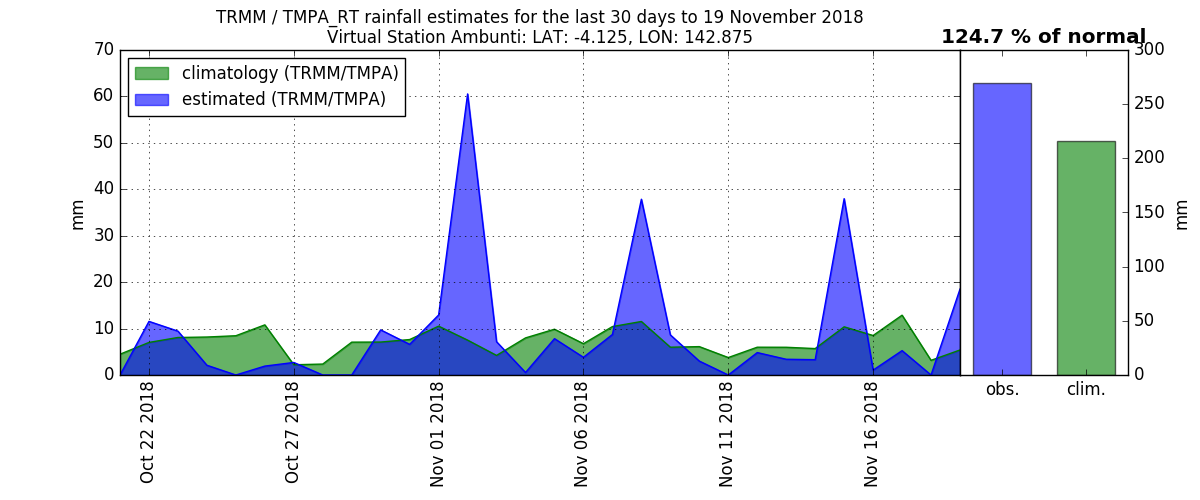 TRMM / TMPA_RT rainfall estimates for the last 30 days to 19 November 2018
Virtual Station Ambunti: LAT: -4.125, LON: 142.875
124.7 % of normal
climatology (TRMM/TMPA)
estimated (TRMM/TMPA)
70
60
50
40
30
20
10
0
mm
Oct 22 2018
Oct 27 2018
Nov 01 2018
Nov 06 2018
Nov 11 2018
Nov 16 2018
obs.
clim.
300
250
200
150
100
50
0
mm